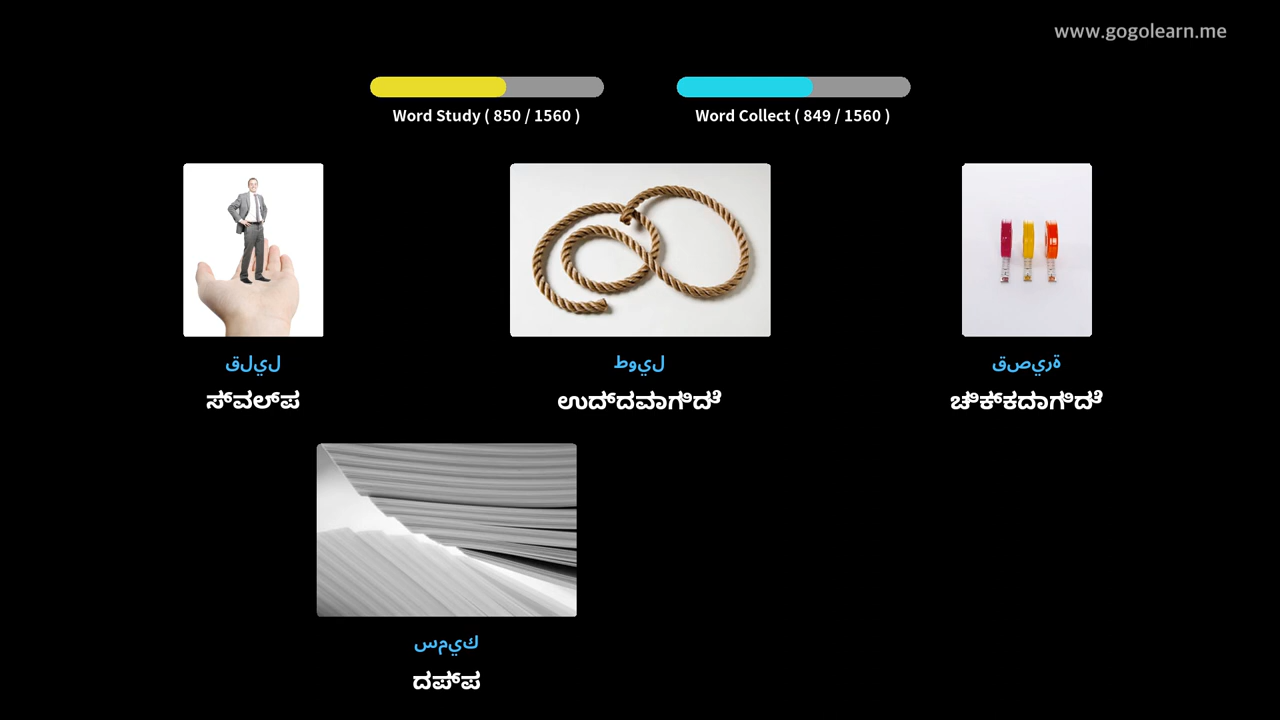 www.gogolearn.me
Word Study ( 850 / 1560 )
Word Collect ( 849 / 1560 )
قليل
ಸ್ವಲ್ಪ
طويل
ಉದ್ದವಾಗಿದೆ
قصيرة
ಚಿಕ್ಕದಾಗಿದೆ
سميك
ದಪ್ಪ